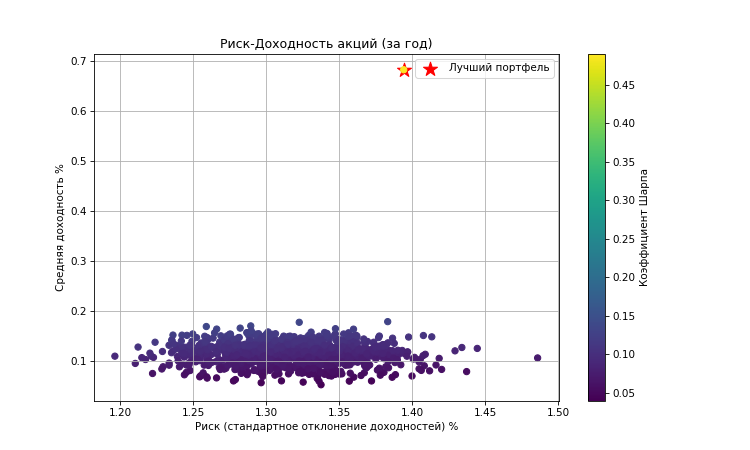 Риск-Доходность акций (за год)
Лучший портфель
Средняя доходность %
0.7
0.6
0.5
0.4
0.3
0.2
0.1
1.20 1.25 1.30 1.35 1.40 1.45 1.50
Риск (стандартное отклонение доходностей) %
0.45
0.40
0.35
0.30
0.25
0.20
0.15
0.10
0.05
Коэффициент Шарпа